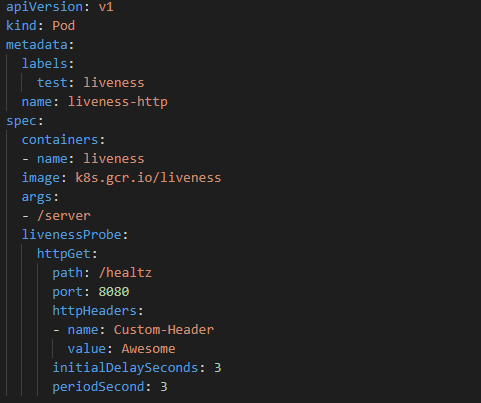 apiVersion: v1
kind: Pod
metadata:
  labels:
    test: liveness
  name: liveness-http
spec:
  containers:
  - name: liveness
  image: k8s.gcr.io/liveness
  args:
  - /server
  livenessProbe:
    httpGet:
      path: /healtz
      port: 8080
      httpHeaders:
      - name: Custom-Header
        value: Awesome
      initialDelaySeconds: 3
      periodSecond: 3